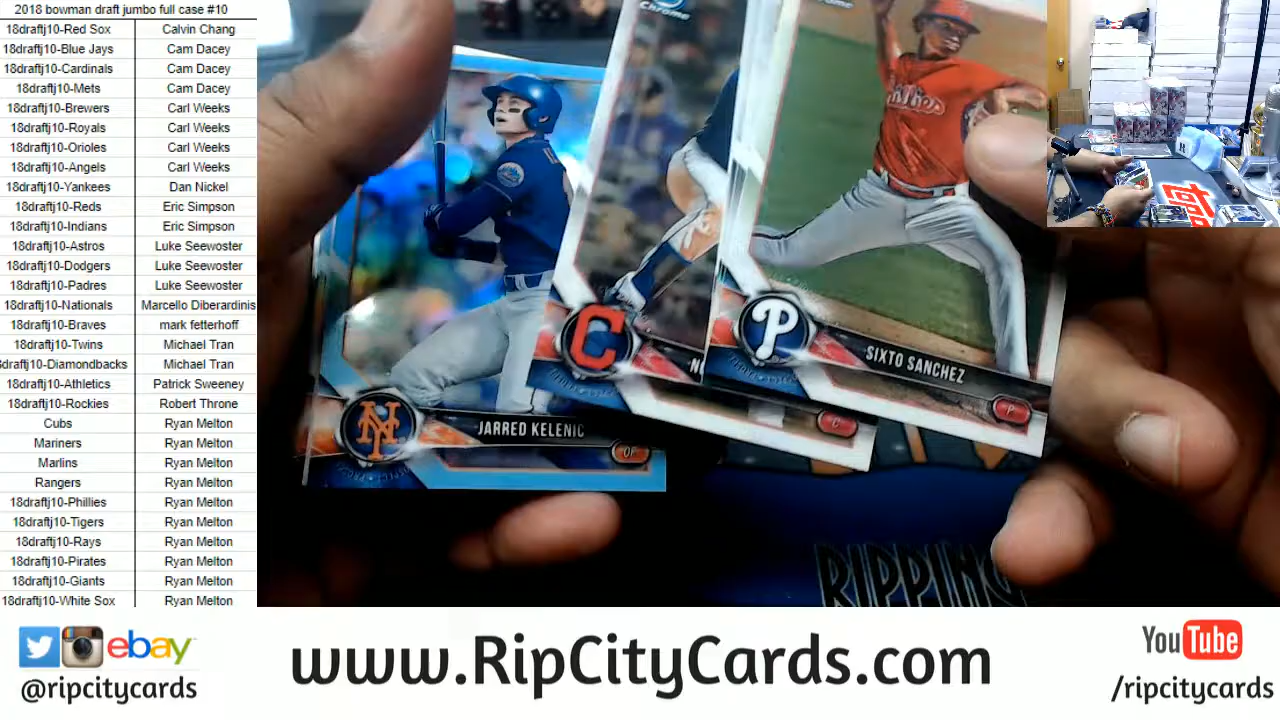 2018 bowman draft jumbo full case #10
18draftj10-Red Sox Calvin Chang
18draftj10-Blue Jays Cam Dacey
18draftj10-Cardinals Cam Dacey
18draftj10-Mets Cam Dacey
18draftj10-Brewers Carl Weeks
18draftj10-Royals Carl Weeks
18draftj10-Orioles Carl Weeks
18draftj10-Angels Carl Weeks
18draftj10-Yankees Dan Nickel
18draftj10-Reds Eric Simpson
18draftj10-Indians Eric Simpson
18draftj10-Astros Luke Seewoster
18draftj10-Dodgers Luke Seewoster
18draftj10-Padres Luke Seewoster
18draftj10-Nationals Marcello Diberardinis
18draftj10-Braves mark fetterhoff
18draftj10-Twins Michael Tran
8draftj10-Diamondbacks Michael Tran
18draftj10-Athletics Patrick Sweeney
18draftj10-Rockies Robert Throne
Cubs Ryan Melton
Mariners Ryan Melton
Marlins Ryan Melton
Rangers Ryan Melton
18draftj10-Phillies Ryan Melton
18draftj10-Tigers Ryan Melton
18draftj10-Rays Ryan Melton
18draftj10-Pirates Ryan Melton
18draftj10-Giants Ryan Melton
18draftj10-White Sox Ryan Melton
Chrome
Phillies
P
SIXTO SANCHEZ
P
C
NO
C
NY
JARRED KELENIC
OF
RIPPING
ebay
@ripcitycards
www.RipCityCards.com
YouTube
/ripcitycards